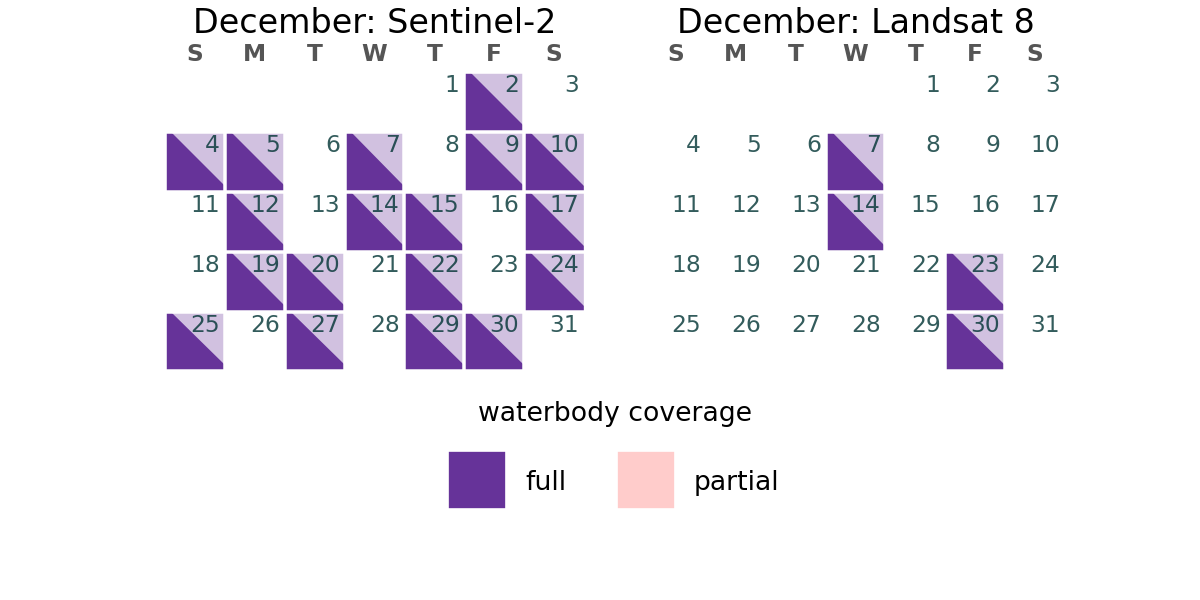 December: Sentinel-2
S M T W T F S
1 2 3
4 5 6 7 8 9 10
11 12 13 14 15 16 17
18 19 20 21 22 23 24
25 26 27 28 29 30 31
December: Landsat 8
S M T W T F S
1 2 3
4 5 6 7 8 9 10
11 12 13 14 15 16 17
18 19 20 21 22 23 24
25 26 27 28 29 30 31
waterbody coverage
full partial